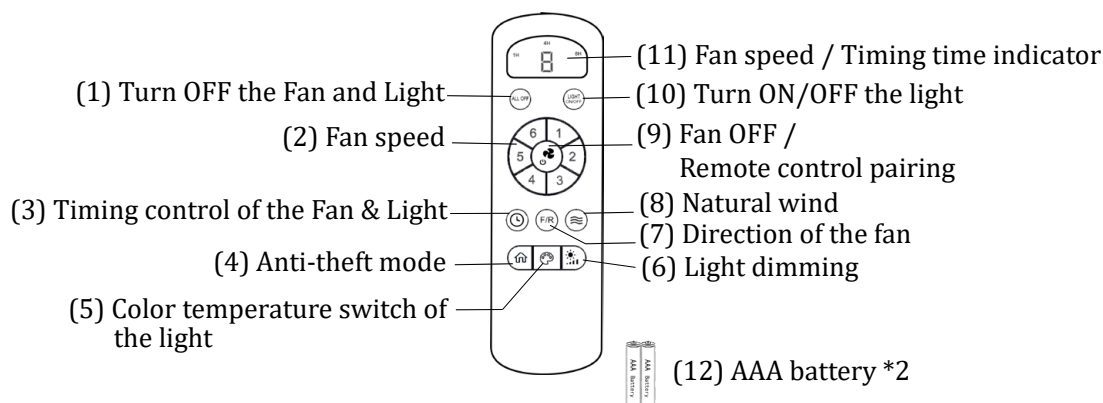 4H
1H
8H
8
(11) Fan speed / Timing time indicator
(1) Turn OFF the Fan and Light
ALL OFF
LIGHT
ON/OFF
(10) Turn ON/OFF the light
(2) Fan speed
6
1
5
2
4
3
(9) Fan OFF /
Remote control pairing
(3) Timing control of the Fan & Light
F/R
(8) Natural wind
(7) Direction of the fan
(4) Anti-theft mode
(6) Light dimming
(5) Color temperature switch of
the light
AAA Battery
AAA Battery
(12) AAA battery *2